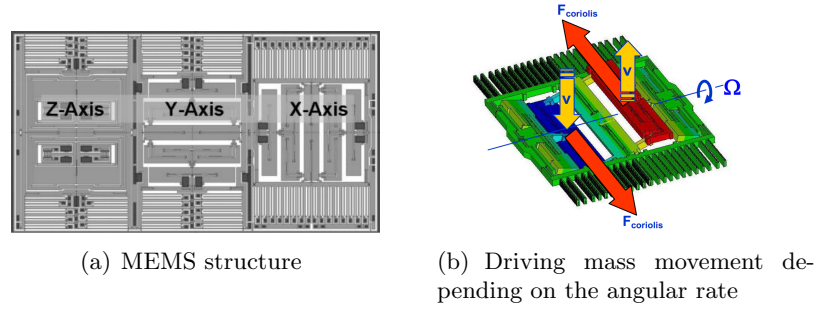 Z-Axis Y-Axis X-Axis
F coriolis
V
V
Ω
F coriolis
(a) MEMS structure
(b) Driving mass movement de-
pending on the angular rate